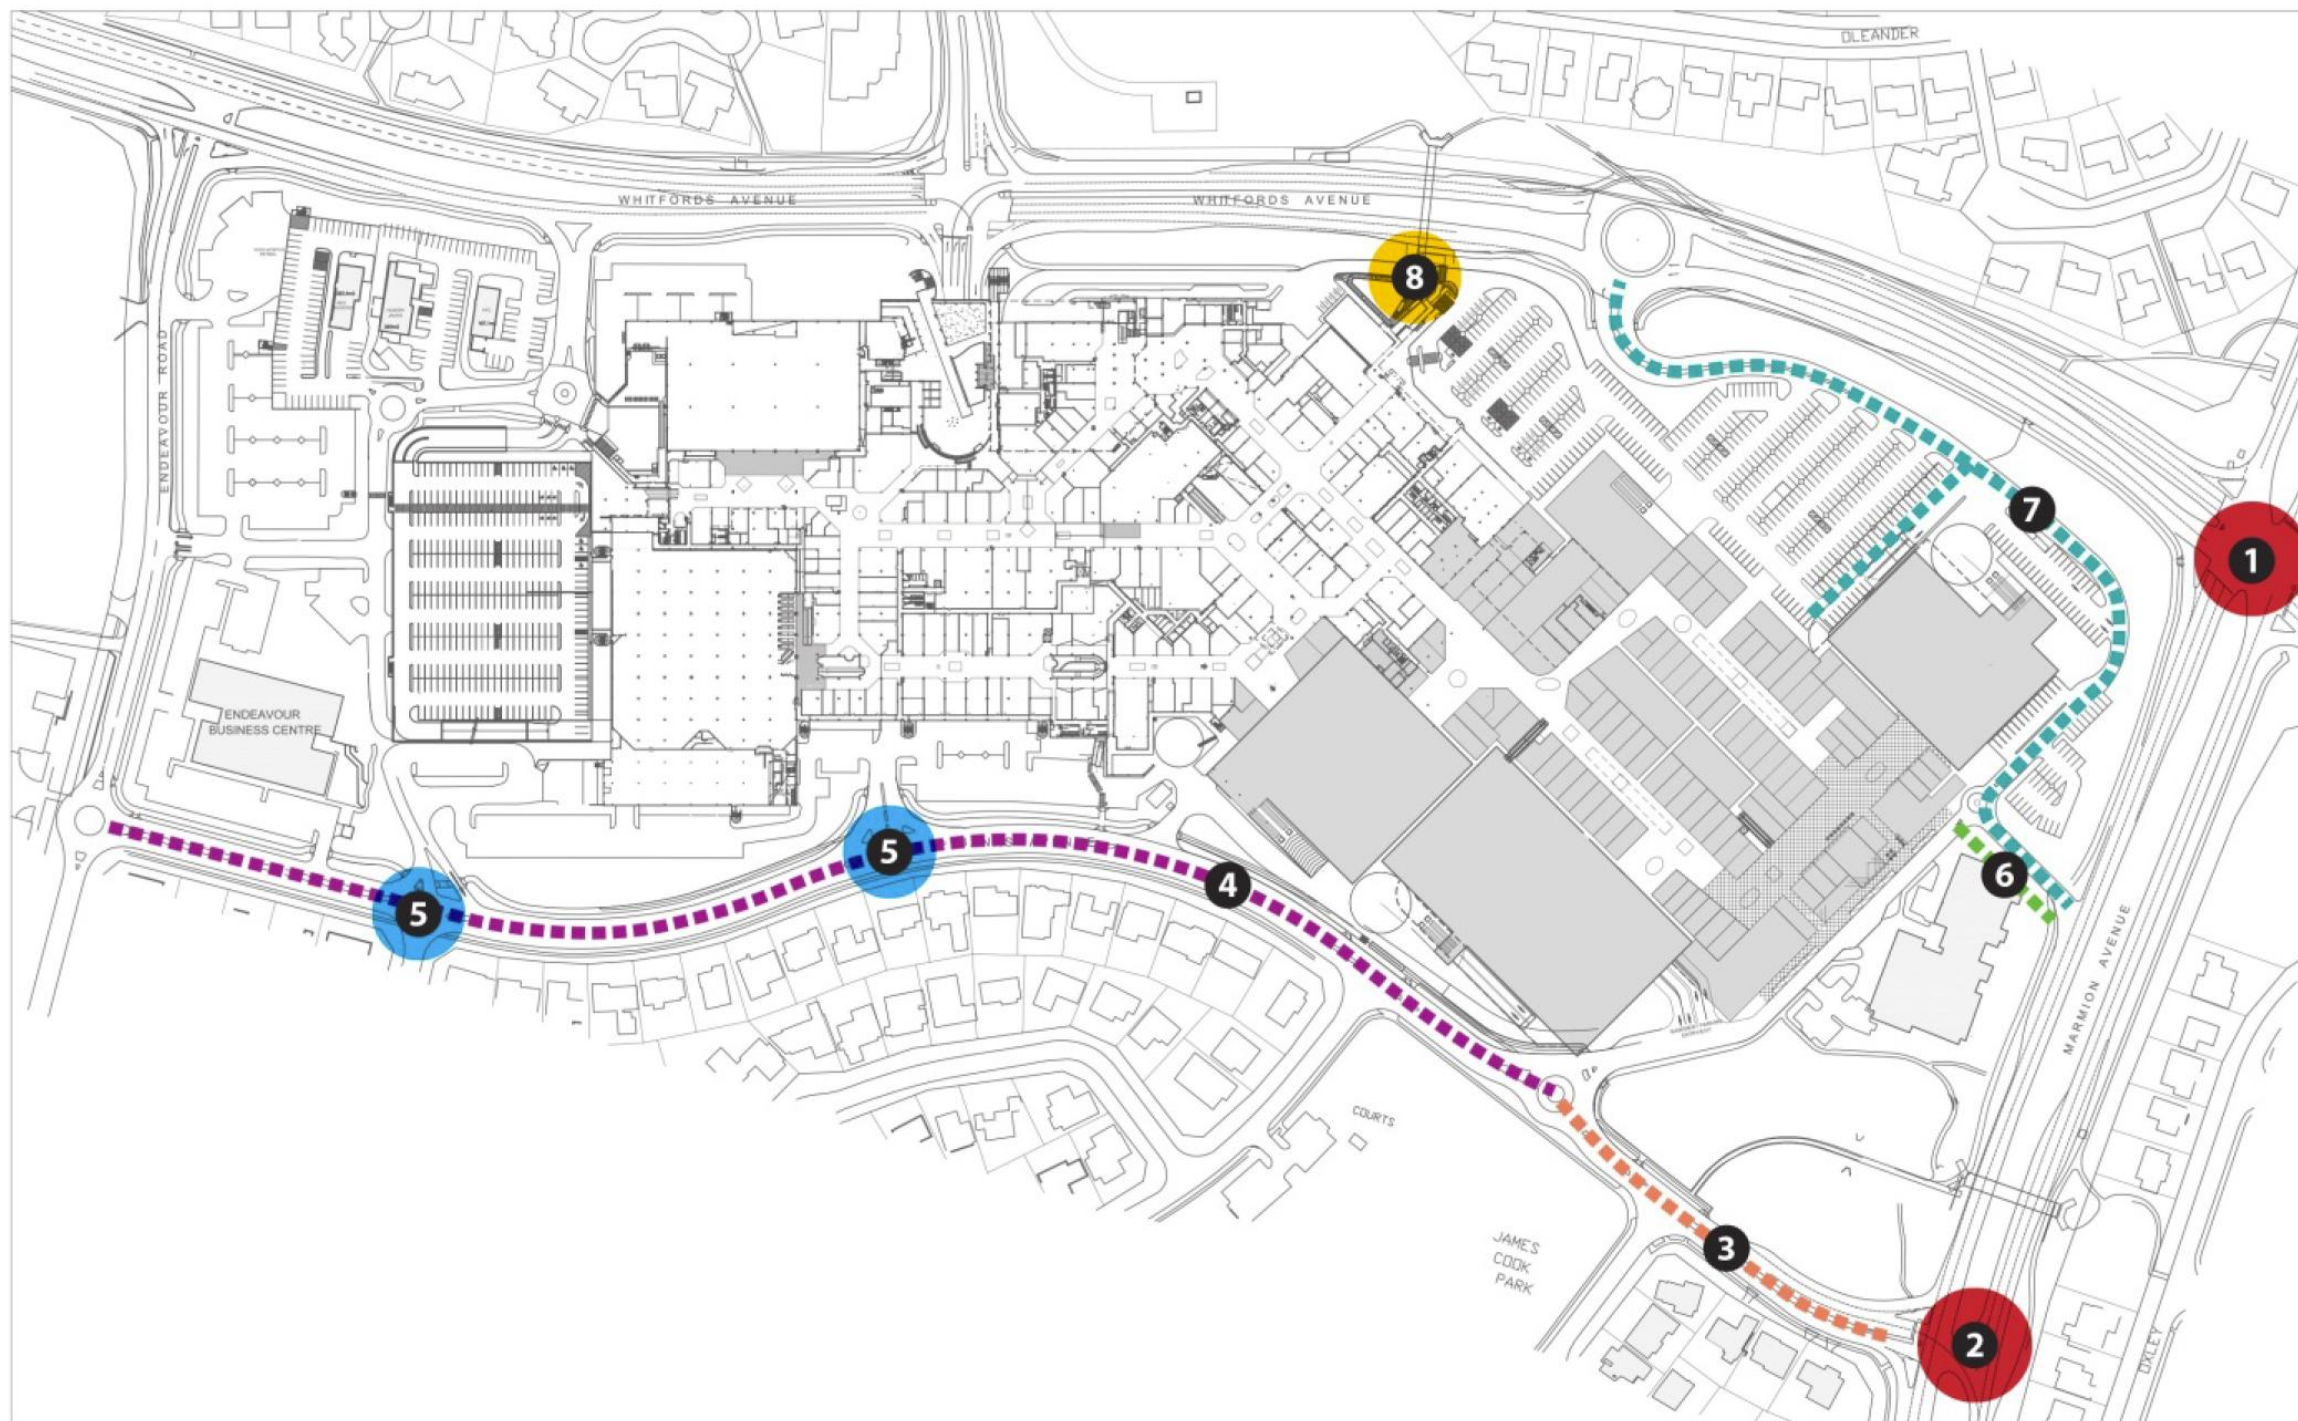 OLEANDER
WHITFORDS AVENUE
WHITFORDS AVENUE
8
ENDEAVOUR ROAD
7
1
ENDEAVOUR
BUSINESS CENTRE
5
5
4
6
MARMION AVENUE
COURTS
JAMES
COOK
PARK
3
2
OXLEY